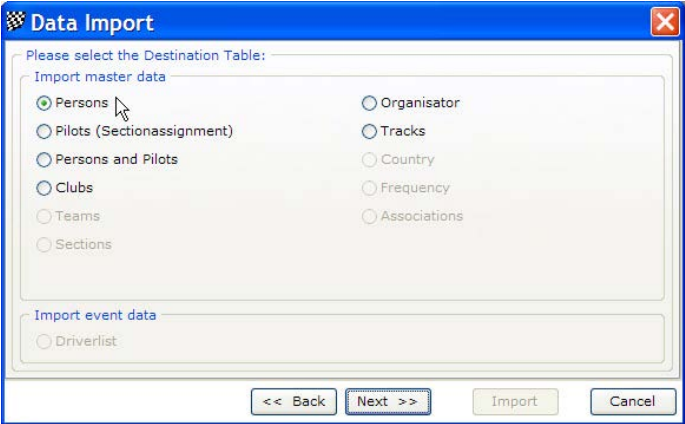 Data Import
Please select the Destination Table:
Import master data
Persons
Organisator
Pilots (Sectionassignment)
Tracks
Persons and Pilots
Country
Clubs
Frequency
Teams
Associations
Sections
Import event data
Driverlist
<< Back
Next >>
Import
Cancel